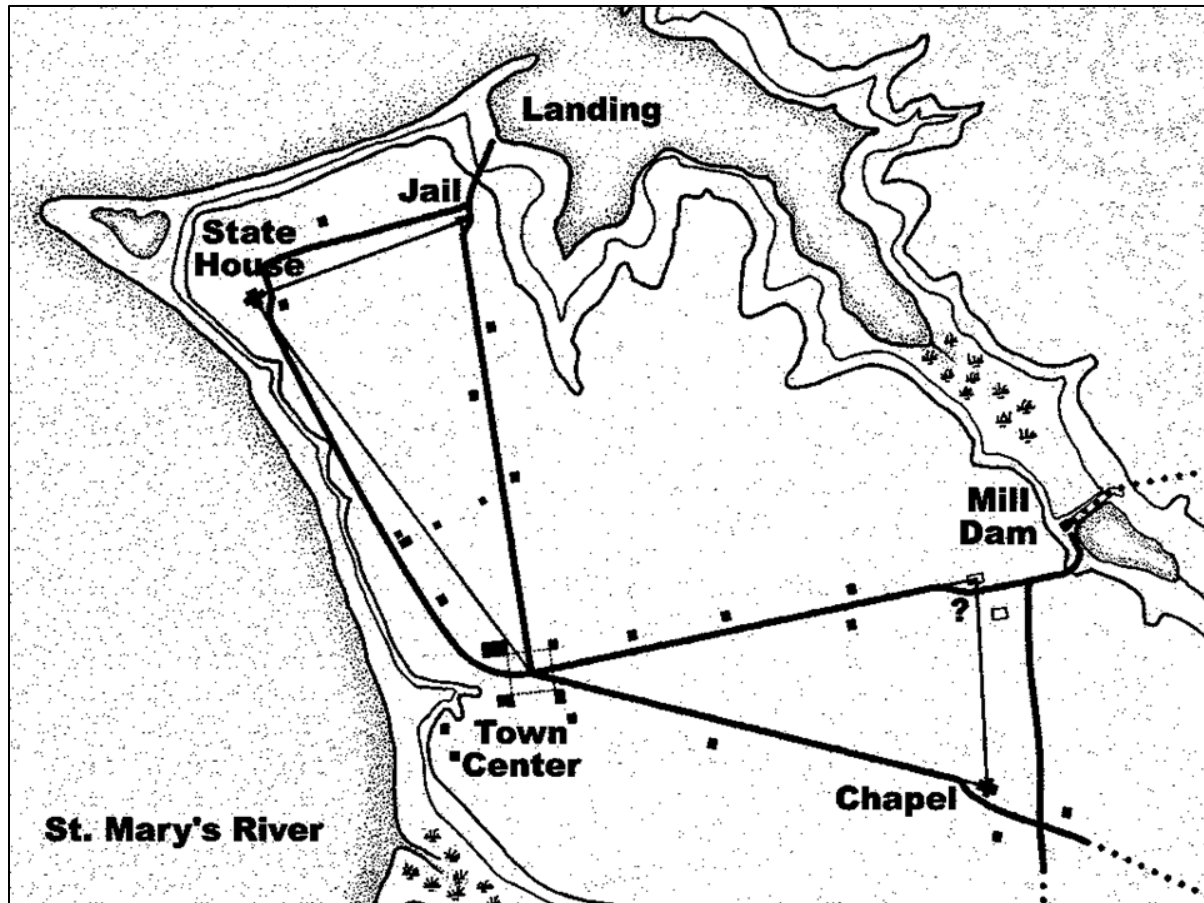 Landing
Jail
State
House
Mill
Dam
?
Town
Center
Chapel
St. Mary's River